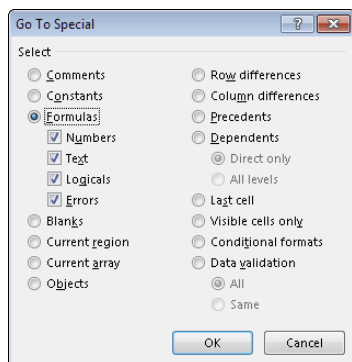 Go To Special
Select
Comments
Constants
Formulas
Numbers
Text
Logicals
Errors
Blanks
Current region
Current array
Objects
Row differences
Column differences
Precedents
Dependents
Direct only
All levels
Last cell
Visible cells only
Conditional formats
Data validation
All
Same
OK
Cancel